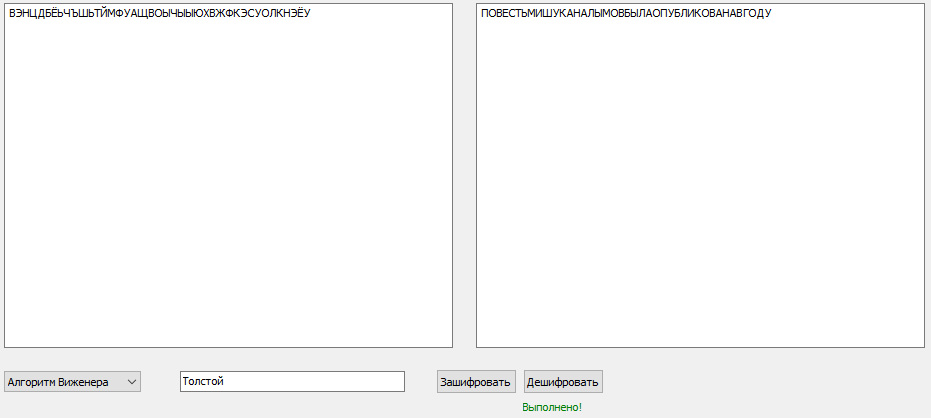 ВЭНЦДБЁЬЧЪШЬТЙМФУАЩВОЫЧЫЫЮХВЖФКЭСУОЛКНЭЁУ
ПОВЕСТЬМИШУКАНАЛЫМОВБЫЛАОПУБЛИКОВАНАВГОДУ
Алгоритм Виженера
Толстой
Зашифровать
Дешифровать
Выполнено!